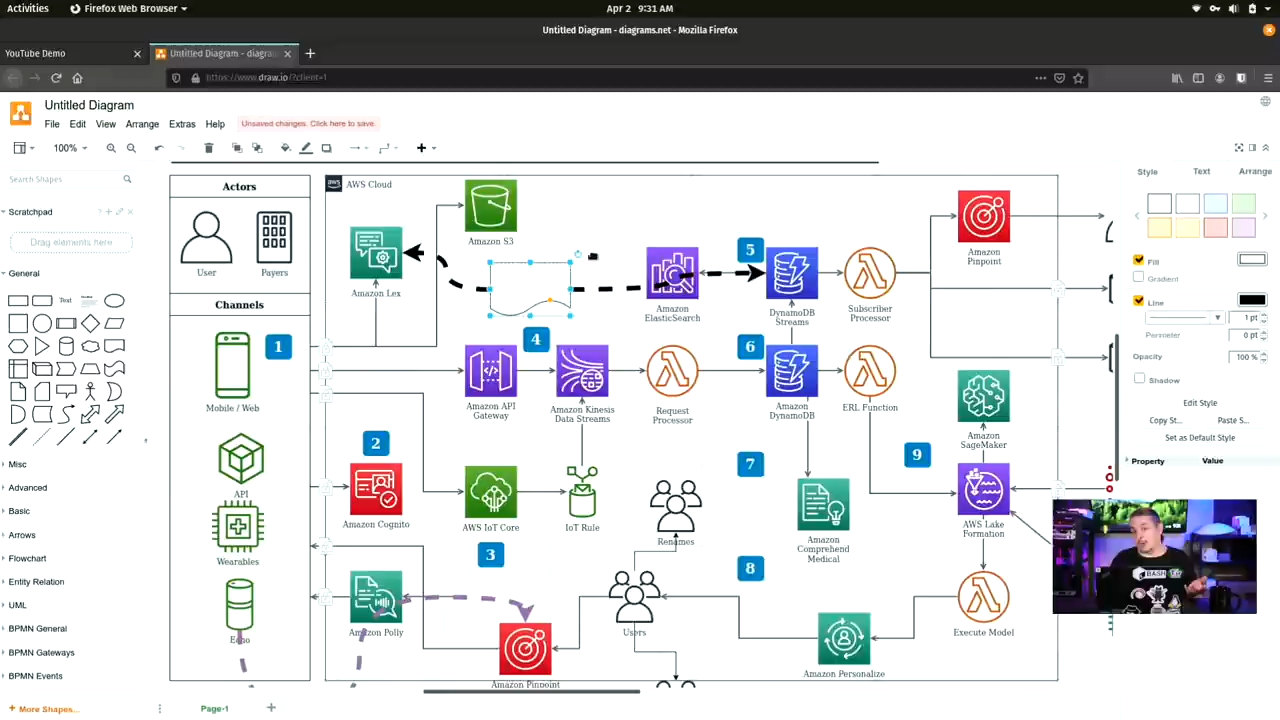 Activities
Firefox Web Browser
Apr 2 9:31 AM
Untitled Diagram - diagrams.net - Mozilla Firefox
YouTube Demo
Untitled Diagram - diagra
https://www.draw.io/?client=1
Untitled Diagram
File Edit View Arrange Extras Help
Unsaved changes. Click here to save.
100%
Search Shapes
Scratchpad
Drag elements here
General
Text
Misc
Advanced
Basic
Arrows
Flowchart
Entity Relation
UML
BPMN General
BPMN Gateways
BPMN Events
+ More Shapes...
Actors
User
Payers
Channels
1
Mobile / Web
API
Wearables
Echo
aws
AWS Cloud
Amazon S3
Amazon Lex
Amazon
ElasticSearch
5
DynamoDB
Streams
Subscriber
Processor
Amazon
Pinpoint
4
6
Amazon API
Gateway
Amazon Kinesis
Data Streams
Request
Processor
Amazon
DynamoDB
ERL Function
Amazon
SageMaker
2
Amazon Cognito
AWS IoT Core
IoT Rule
3
Renames
7
9
Amazon
Comprehend
Medical
AWS Lake
Formation
8
Amazon Polly
Users
Amazon Pinpoint
Amazon Personalize
Execute Model
Page-1
Style
Text
Arrange
Fill
Gradient
Line
1 pt
Perimeter
0 pt
Opacity
100 %
Shadow
Edit Style
Copy St...
Paste S...
Set as Default Style
Property
Value
BASH